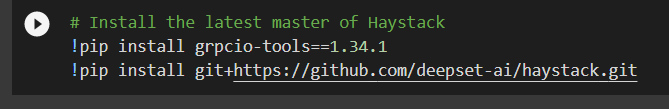 # Install the latest master of Haystack
!pip install grpcio-tools==1.34.1
!pip install git+https://github.com/deepset-ai/haystack.git